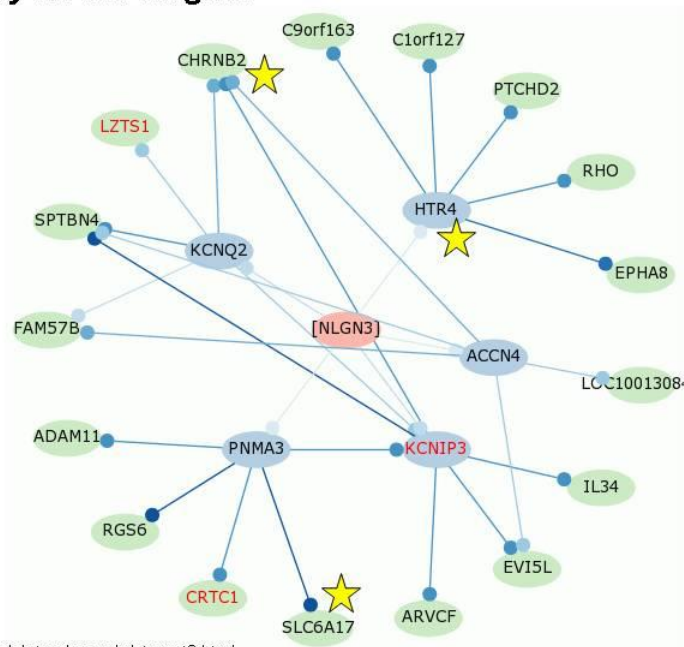 C9orf163
C1orf127
CHRNB2
PTCHD2
LZTS1
RHO
HTR4
SPTBN4
KCNQ2
EPHA8
[NLGN3]
FAM57B
ACCN4
LOC10013084
ADAM11
PNMA3
KCNIP3
IL34
RGS6
EVI5L
CRTC1
ARVCF
SLC6A17